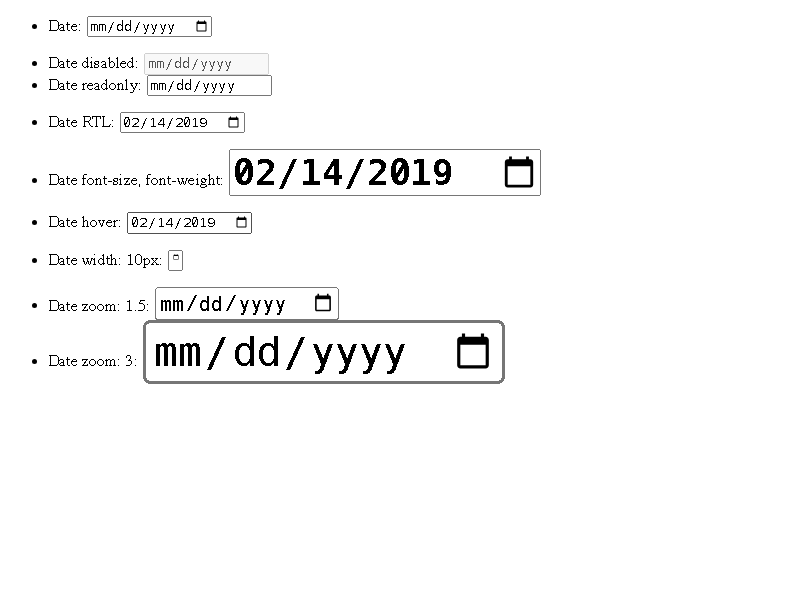 Date: mm/dd/yyyy
Date disabled: mm/dd/yyyy
Date readonly: mm/dd/yyyy
Date RTL: 02/14/2019
Date font-size, font-weight: 02/14/2019
Date hover: 02/14/2019
Date width: 10px:
Date zoom: 1.5: mm/dd/yyyy
Date zoom: 3: mm/dd/yyyy